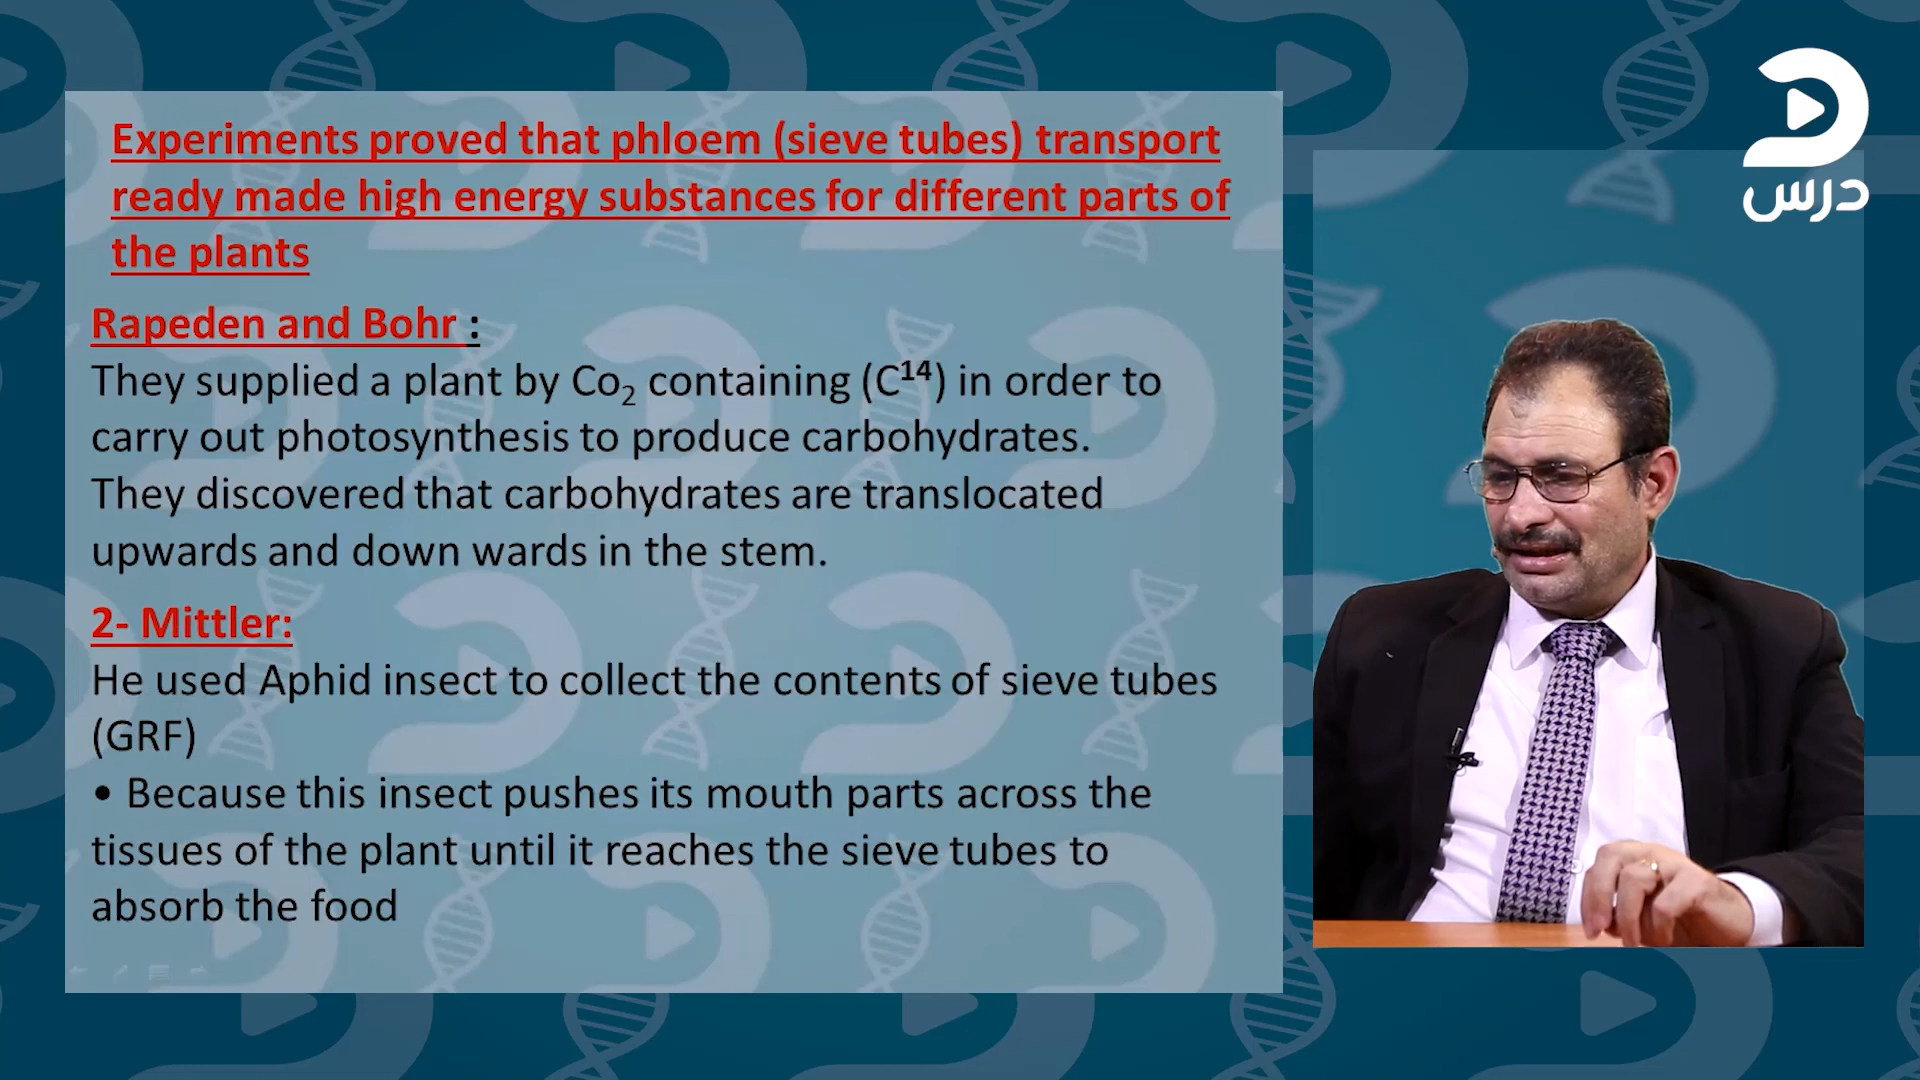 Experiments proved that phloem (sieve tubes) transport
ready made high energy substances for different parts of
the plants
Rapeden and Bohr :
They supplied a plant by Co₂ containing (C¹⁴) in order to
carry out photosynthesis to produce carbohydrates.
They discovered that carbohydrates are translocated
upwards and down wards in the stem.
2- Mittler:
He used Aphid insect to collect the contents of sieve tubes
(GRF)
• Because this insect pushes its mouth parts across the
tissues of the plant until it reaches the sieve tubes to
absorb the food
درس